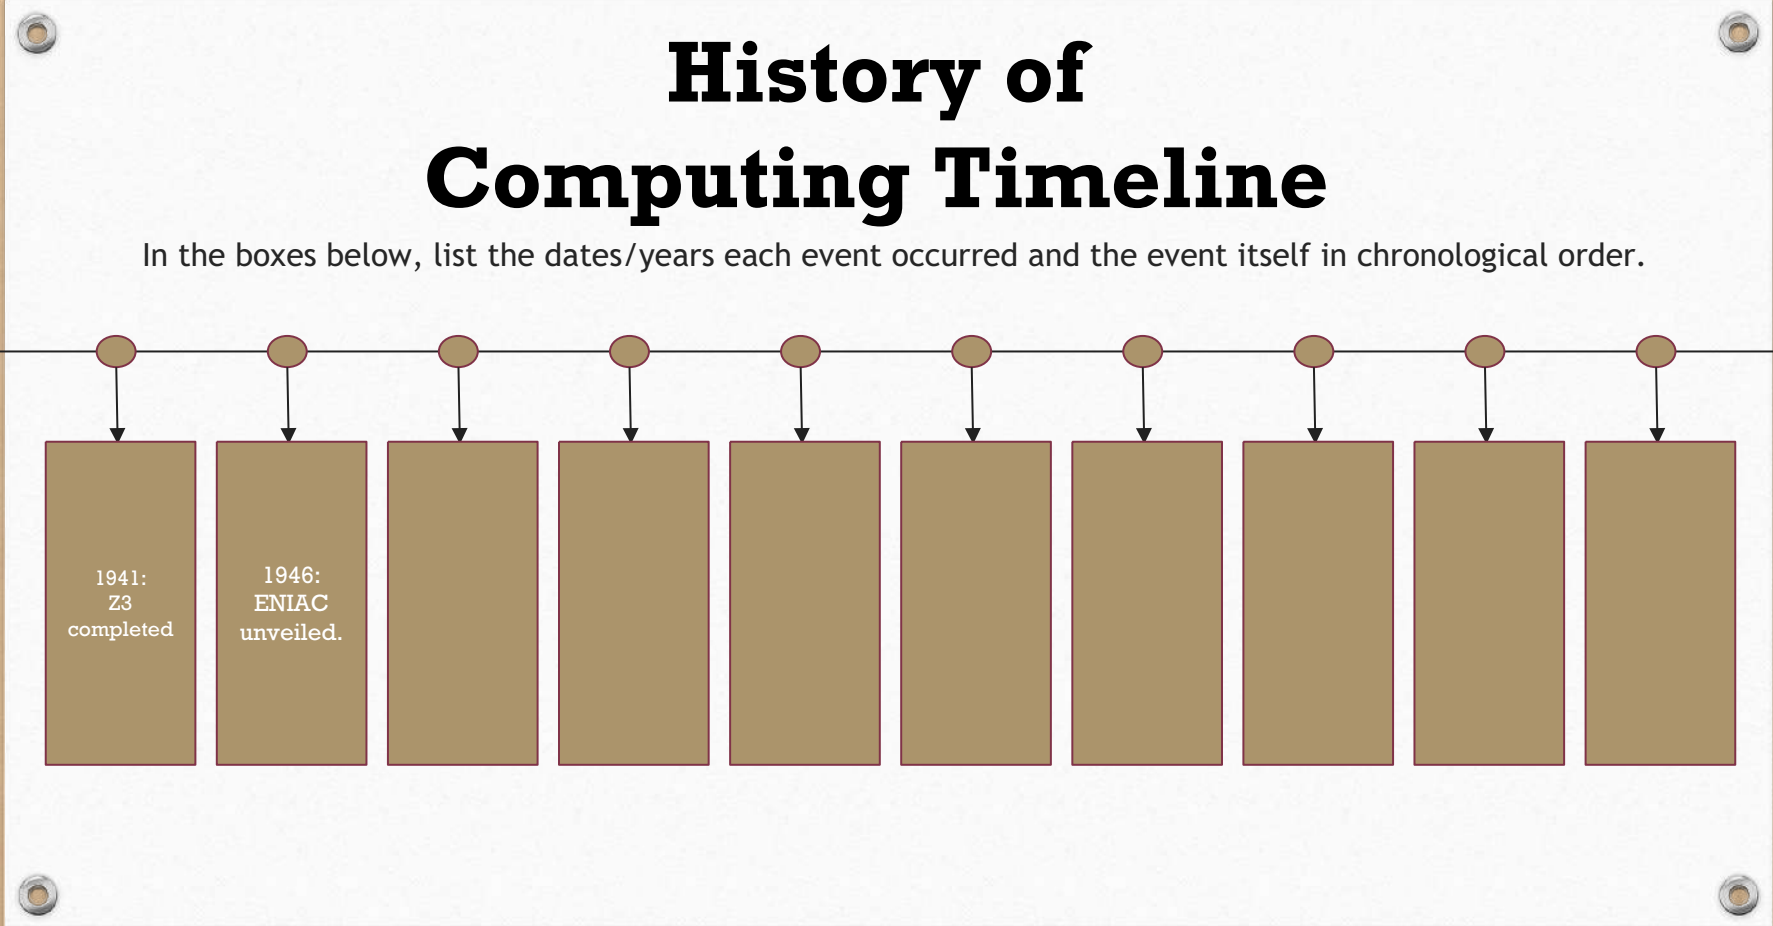 History of
Computing Timeline
In the boxes below, list the dates/years each event occurred and the event itself in chronological order.
1941:
Z3
completed
1946:
ENIAC
unveiled.